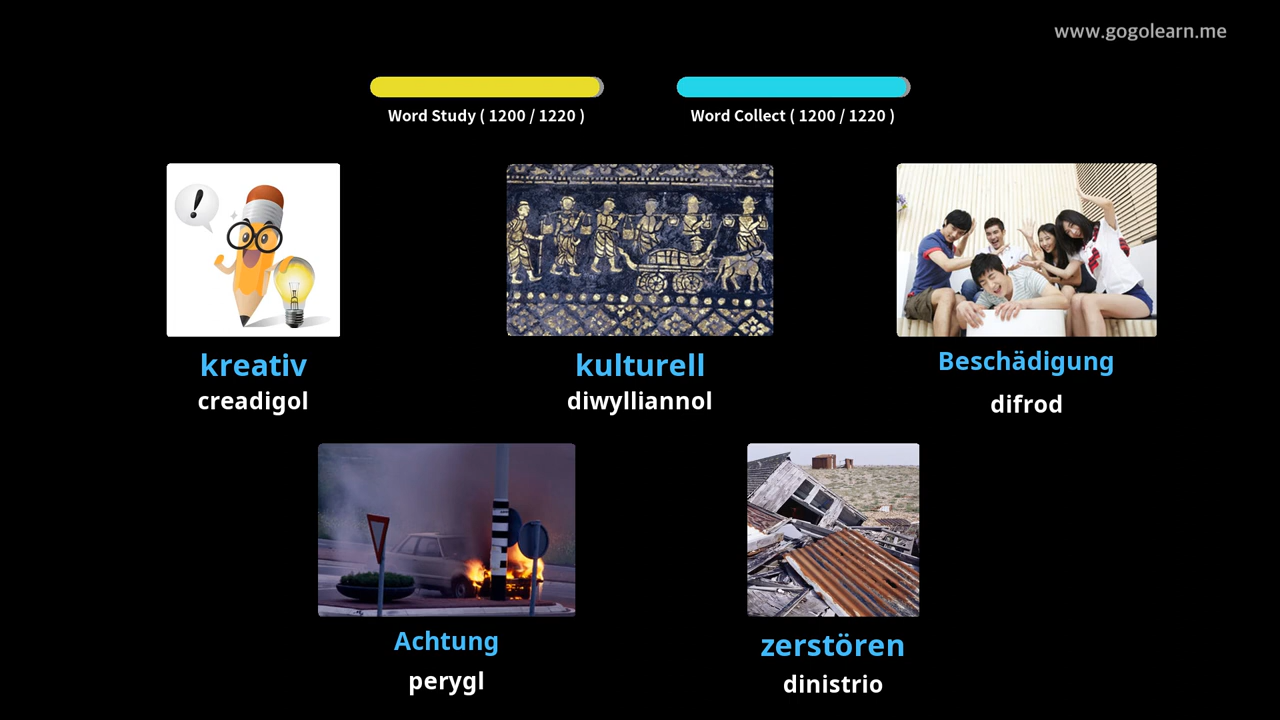 www.gogolearn.me
Word Study ( 1200 / 1220 )
Word Collect ( 1200 / 1220 )
!
kreativ
creadigol
kulturell
diwylliannol
Beschädigung
difrod
Achtung
perygl
zerstören
dinistrio